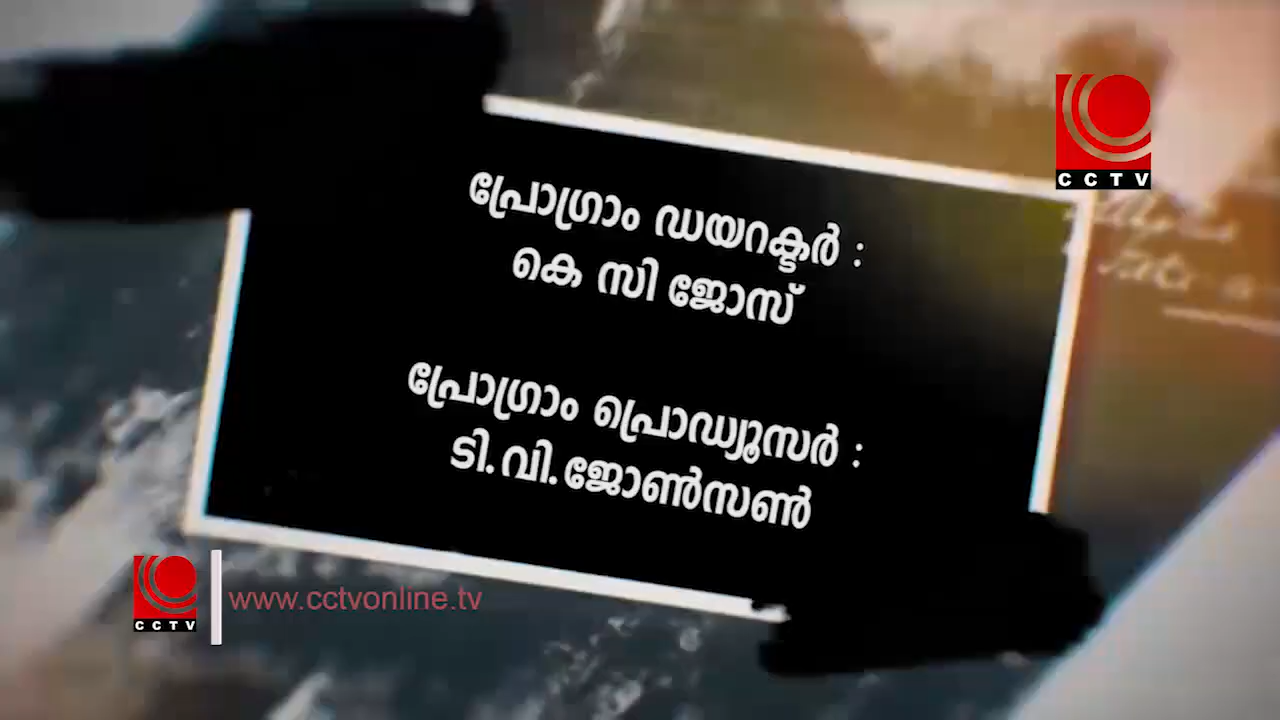 CCTV
പ്രോഗ്രാം ഡയറക്ടർ :
കെ സി ജോസ്
പ്രോഗ്രാം പ്രൊഡ്യൂസർ :
ടി.വി.ജോൺസൺ
www.cctvonline.tv
CCTV